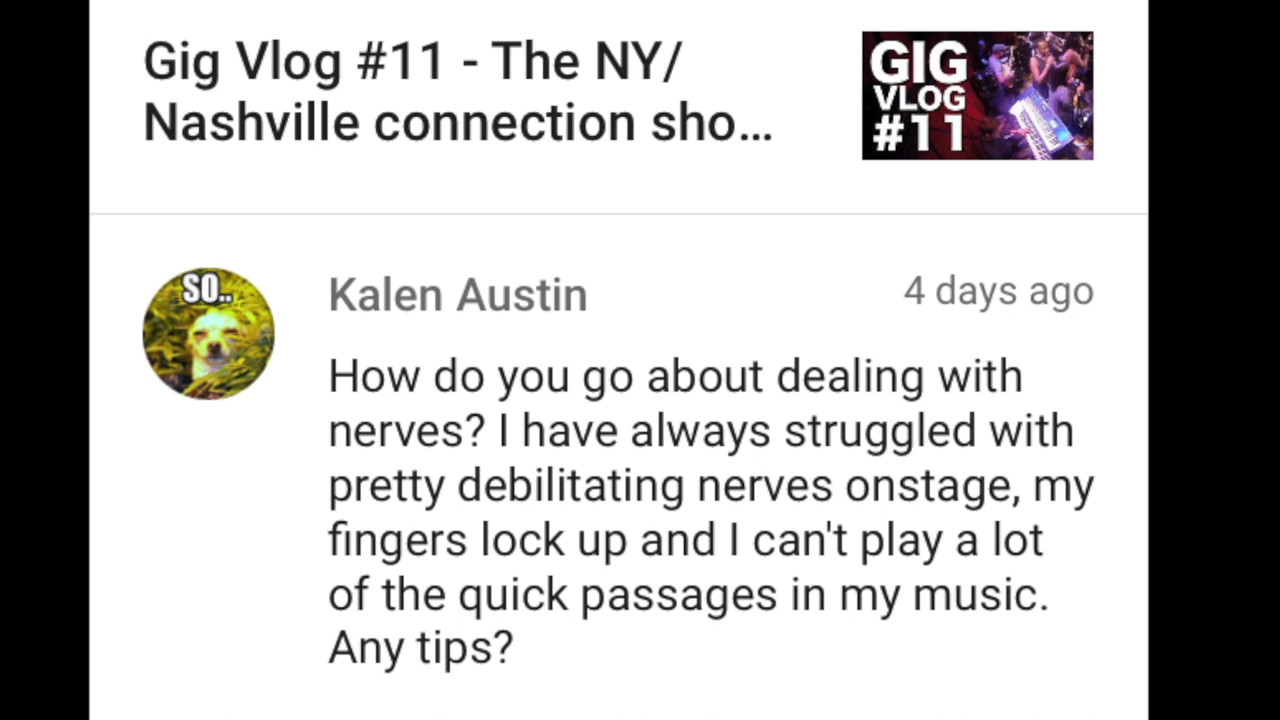 Gig Vlog #11 - The NY/
Nashville connection sho...
GIG
VLOG
#11
SO..
Kalen Austin
4 days ago
How do you go about dealing with
nerves? I have always struggled with
pretty debilitating nerves onstage, my
fingers lock up and I can't play a lot
of the quick passages in my music.
Any tips?